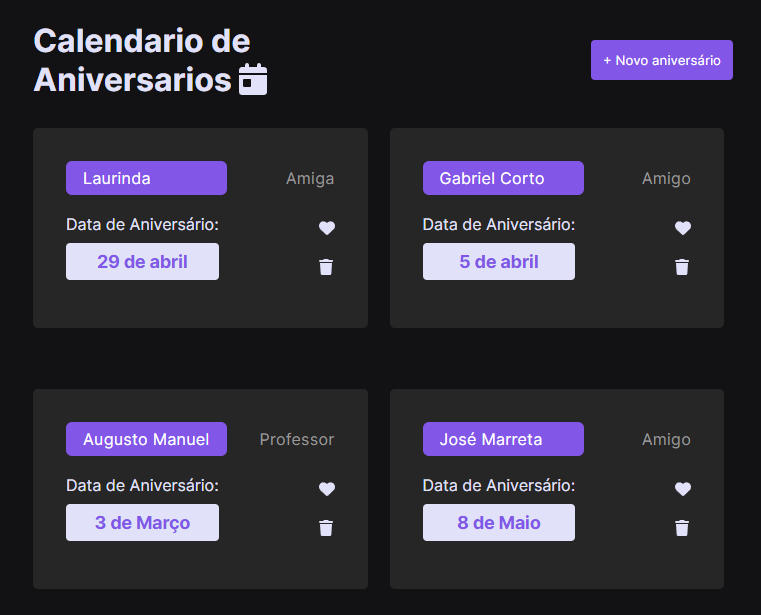 Calendario de
Aniversarios
+ Novo aniversário
Laurinda
Amiga
Data de Aniversário:
29 de abril
Gabriel Corto
Amigo
Data de Aniversário:
5 de abril
Augusto Manuel
Professor
Data de Aniversário:
3 de Março
José Marreta
Amigo
Data de Aniversário:
8 de Maio